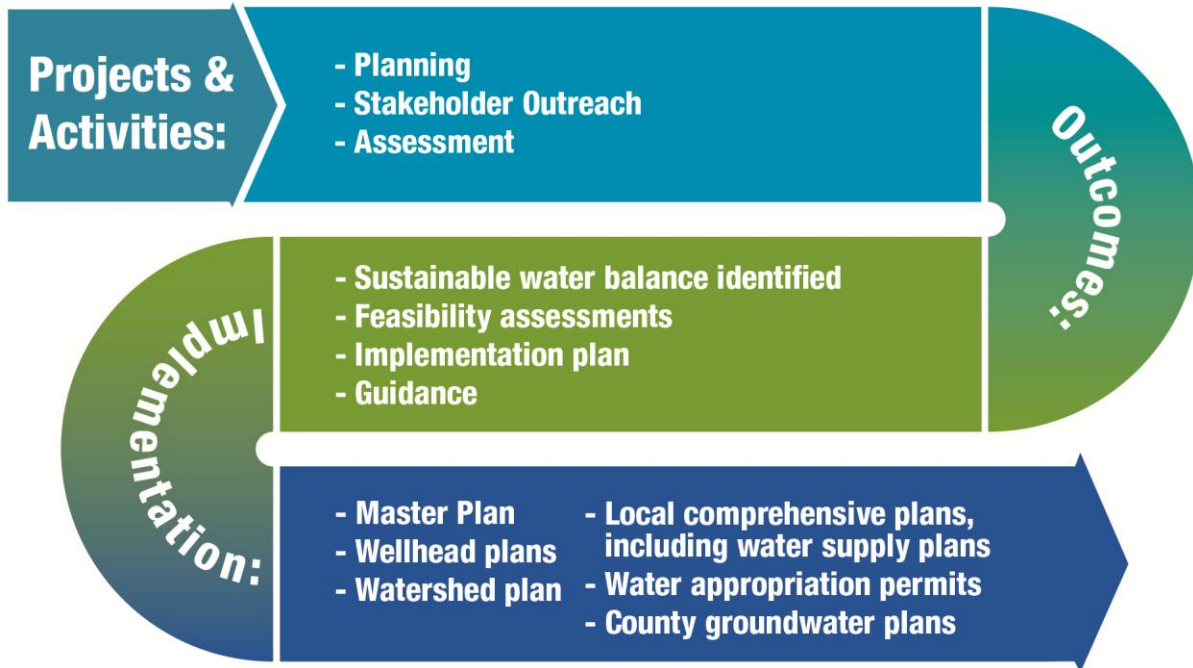 Projects &
Activities:
- Planning
- Stakeholder Outreach
- Assessment
Outcomes:
- Sustainable water balance identified
- Feasibility assessments
- Implementation plan
- Guidance
Implementation:
- Master Plan
- Wellhead plans
- Watershed plan
- Local comprehensive plans,
including water supply plans
- Water appropriation permits
- County groundwater plans